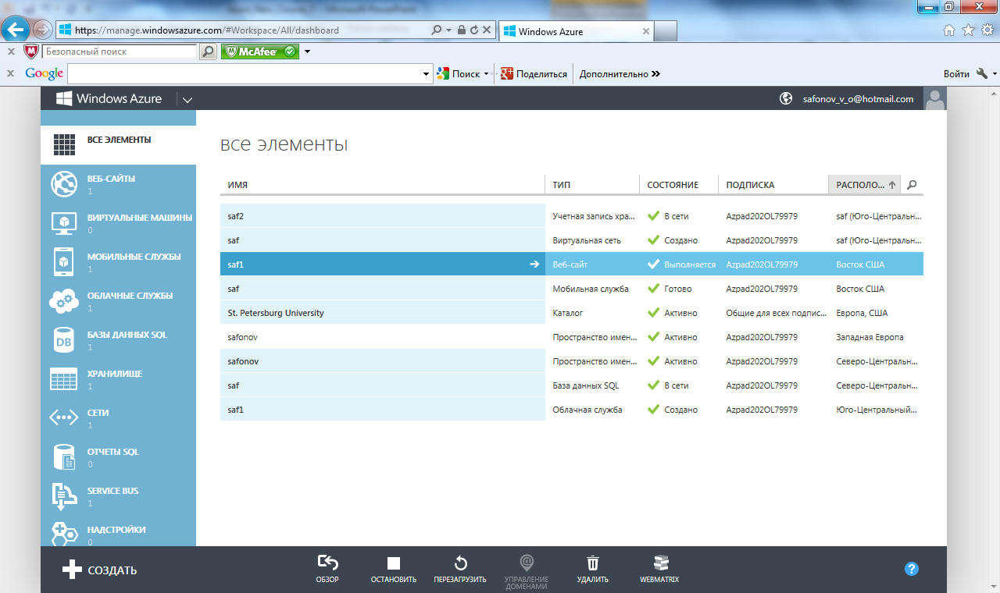 https://manage.windowsazure.com/#Workspace/All/dashboard
Windows Azure
Безопасный поиск
McAfee
Google
Поиск
Поделиться
Дополнительно
Войти
Windows Azure
safonov_v_o@hotmail.com
ВСЕ ЭЛЕМЕНТЫ
ВЕБ-САЙТЫ
1
ВИРТУАЛЬНЫЕ МАШИНЫ
0
МОБИЛЬНЫЕ СЛУЖБЫ
1
ОБЛАЧНЫЕ СЛУЖБЫ
1
DB
БАЗЫ ДАННЫХ SQL
1
ХРАНИЛИЩЕ
1
СЕТИ
1
ОТЧЕТЫ SQL
0
SERVICE BUS
1
НАДСТРОЙКИ
0
все элементы
ИМЯ ТИП СОСТОЯНИЕ ПОДПИСКА РАСПОЛО...
saf2 Учетная запись хра... В сети Azpad202OL79979 saf (Юго-Центральн...
saf Виртуальная сеть Создано Azpad202OL79979 saf (Юго-Центральн...
saf1 Веб-сайт Выполняется Azpad202OL79979 Восток США
saf Мобильная служба Готово Azpad202OL79979 Восток США
St. Petersburg University Каталог Активно Общие для всех подпис... Европа, США
safonov Пространство имен... Активно Azpad202OL79979 Западная Европа
safonov Пространство имен... Активно Azpad202OL79979 Северо-Центральн...
saf База данных SQL В сети Azpad202OL79979 Северо-Центральн...
saf1 Облачная служба Создано Azpad202OL79979 Юго-Центральный...
СОЗДАТЬ
ОБЗОР
ОСТАНОВИТЬ
ПЕРЕЗАГРУЗИТЬ
УПРАВЛЕНИЕ
ДОМЕНАМИ
УДАЛИТЬ
WEBMATRIX
?